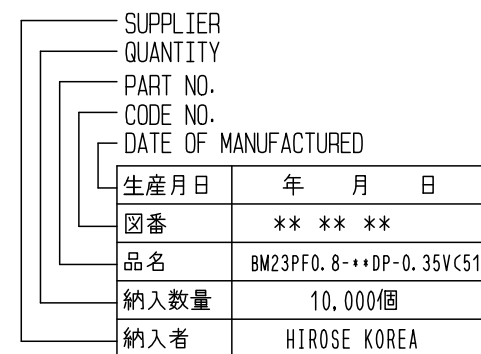 SUPPLIER
QUANTITY
PART NO.
CODE NO.
DATE OF MANUFACTURED
生産月日 年 月 日
図番 ** ** **
品名 BM23PF0.8-**DP-0.35V(51
納入数量 10,000個
納入者 HIROSE KOREA